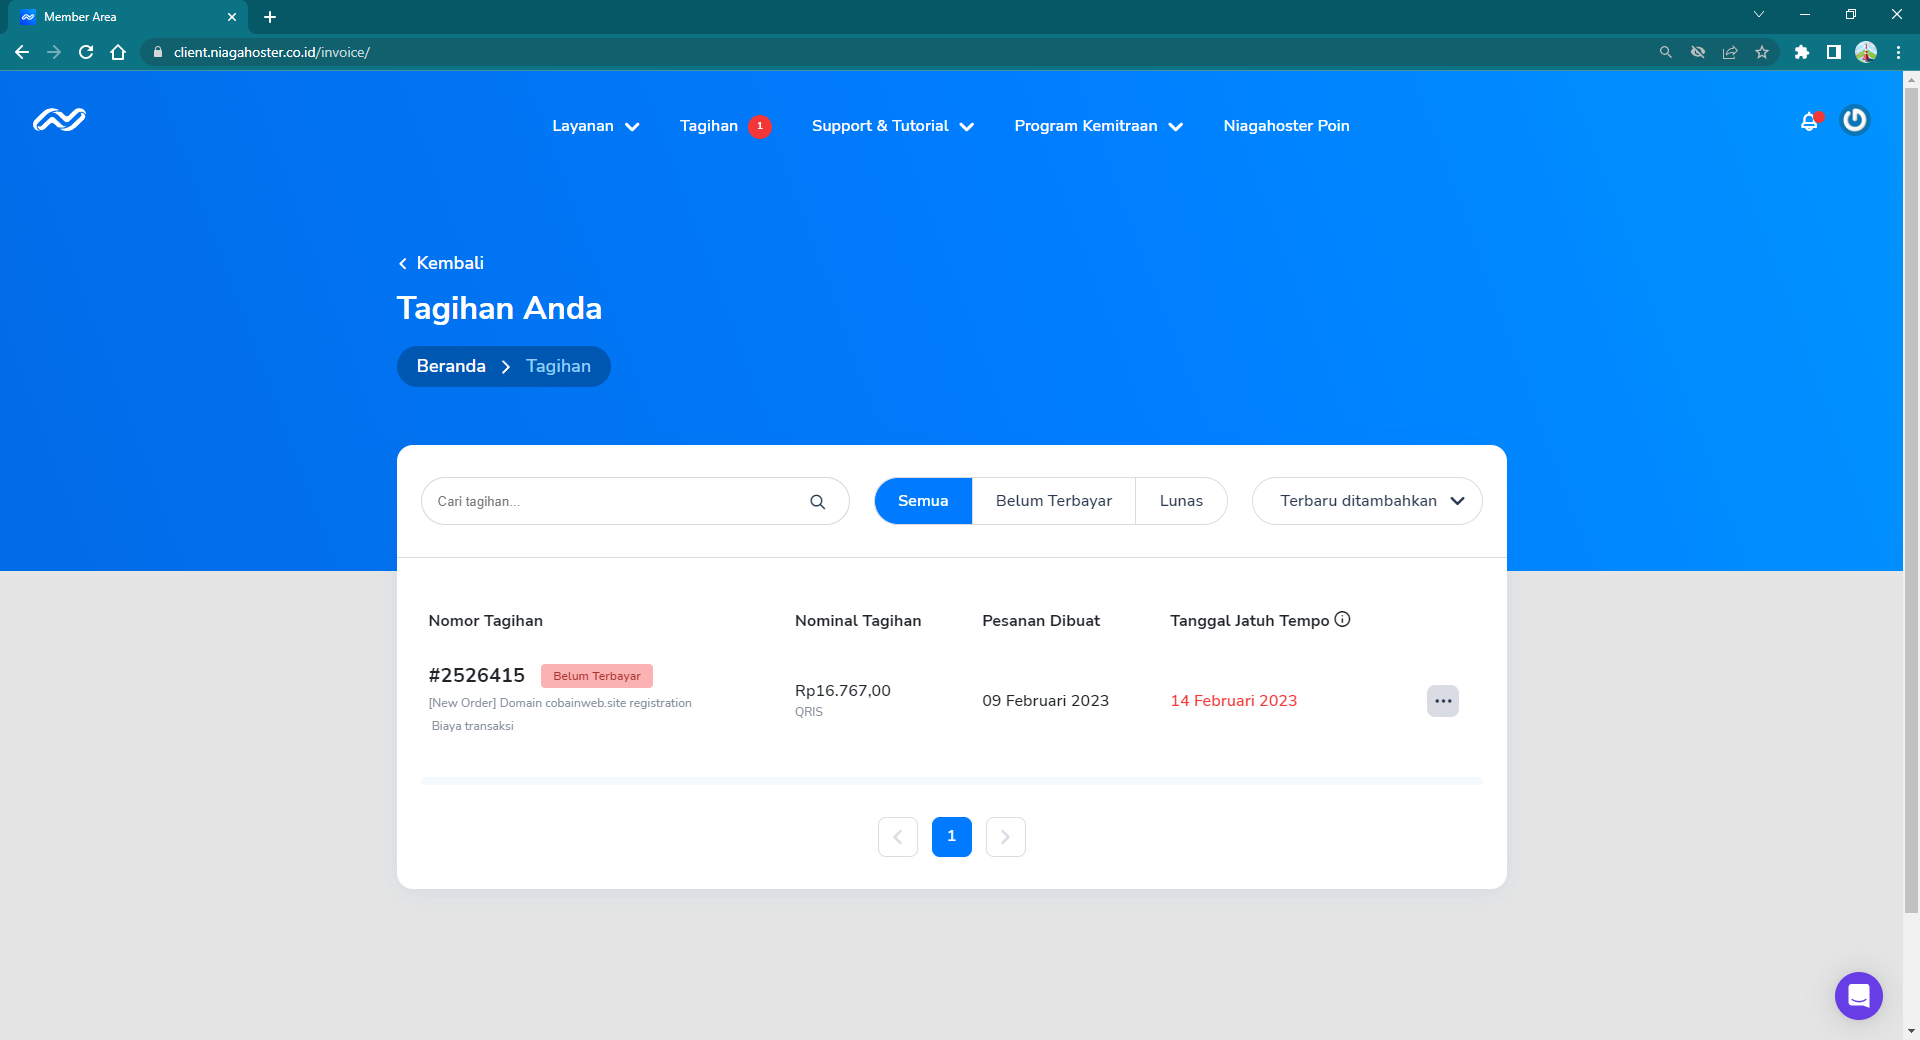 Member Area
client.niagahoster.co.id/invoice/
Layanan
Tagihan 1
Support & Tutorial
Program Kemitraan
Niagahoster Poin
Kembali
Tagihan Anda
Beranda > Tagihan
Cari tagihan...
Semua
Belum Terbayar
Lunas
Terbaru ditambahkan
Nomor Tagihan
Nominal Tagihan
Pesanan Dibuat
Tanggal Jatuh Tempo
#2526415
Belum Terbayar
[New Order] Domain cobainweb.site registration
Biaya transaksi
Rp16.767,00
QRIS
09 Februari 2023
14 Februari 2023
1